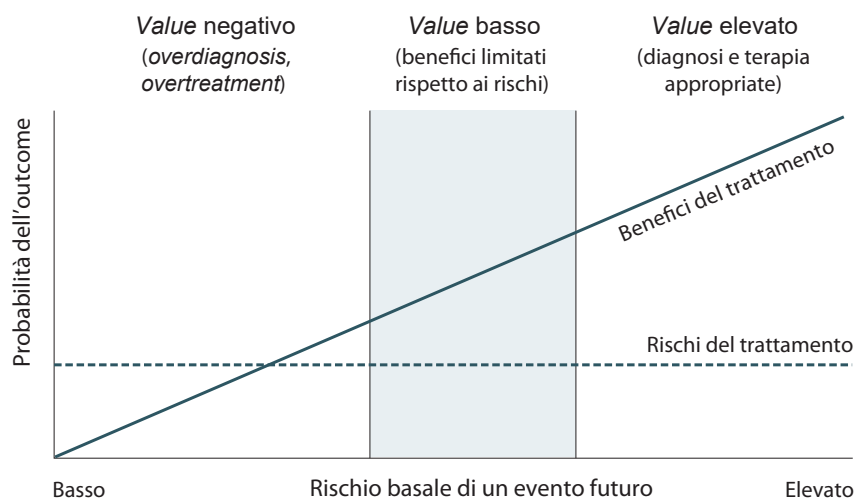 Value negativo
(overdiagnosis,
overtreatment)
Value basso
(benefici limitati
rispetto ai rischi)
Value elevato
(diagnosi e terapia
appropriate)
Probabilità dell'outcome
Benefici del trattamento
Rischi del trattamento
Basso
Rischio basale di un evento futuro
Elevato